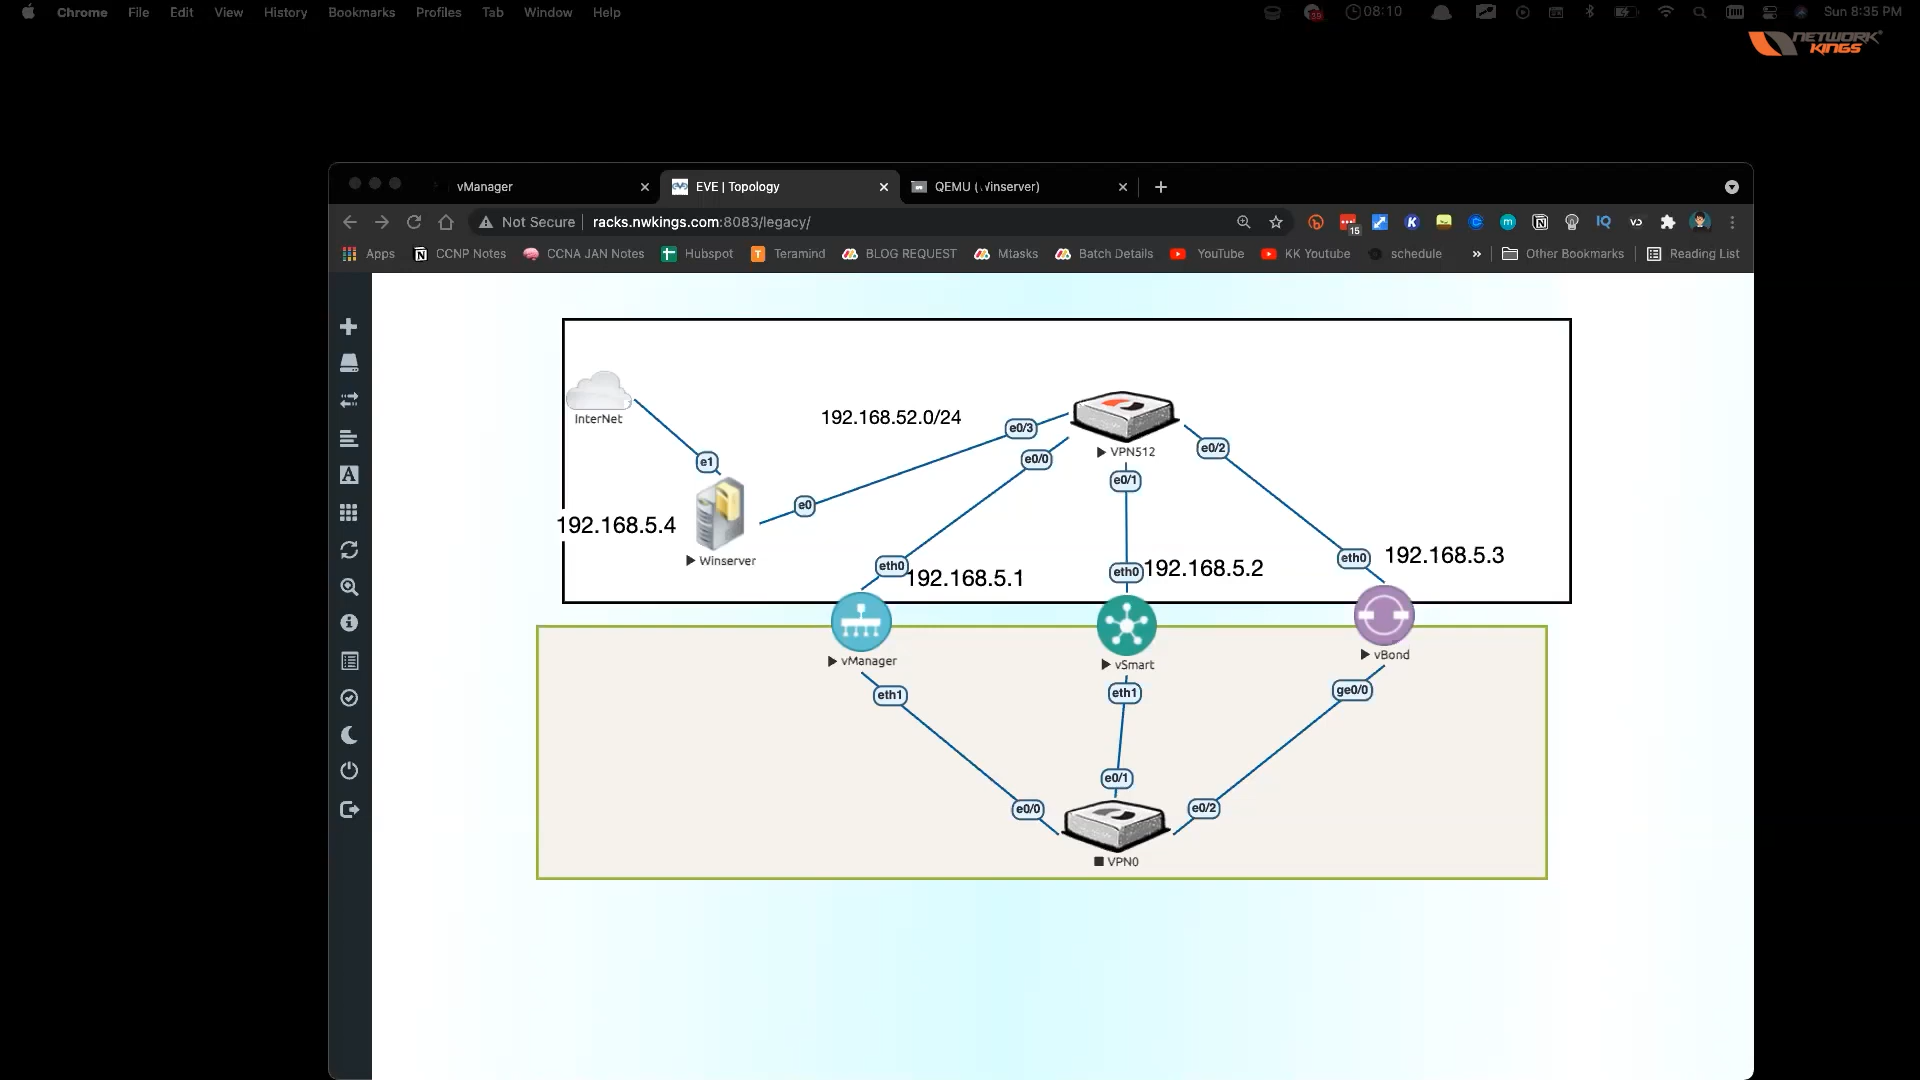 Chrome File Edit View History Bookmarks Profiles Tab Window Help 08:10 Sun 8:35 PM
NETWORK
KINGS
vManager EVE | Topology QEMU (Winserver)
Not Secure racks.nwkings.com:8083/legacy/ 15
Apps CCNP Notes CCNA JAN Notes Hubspot Teramind BLOG REQUEST Mtasks Batch Details YouTube KK Youtube schedule » Other Bookmarks Reading List
InterNet
192.168.52.0/24
e0/3
e0/0
VPN512
e0/2
e1
e0/1
e0
192.168.5.4
Winserver
eth0
192.168.5.1
eth0
192.168.5.2
eth0
192.168.5.3
vManager
vSmart
vBond
eth1
eth1
ge0/0
e0/0
e0/1
e0/2
VPN0